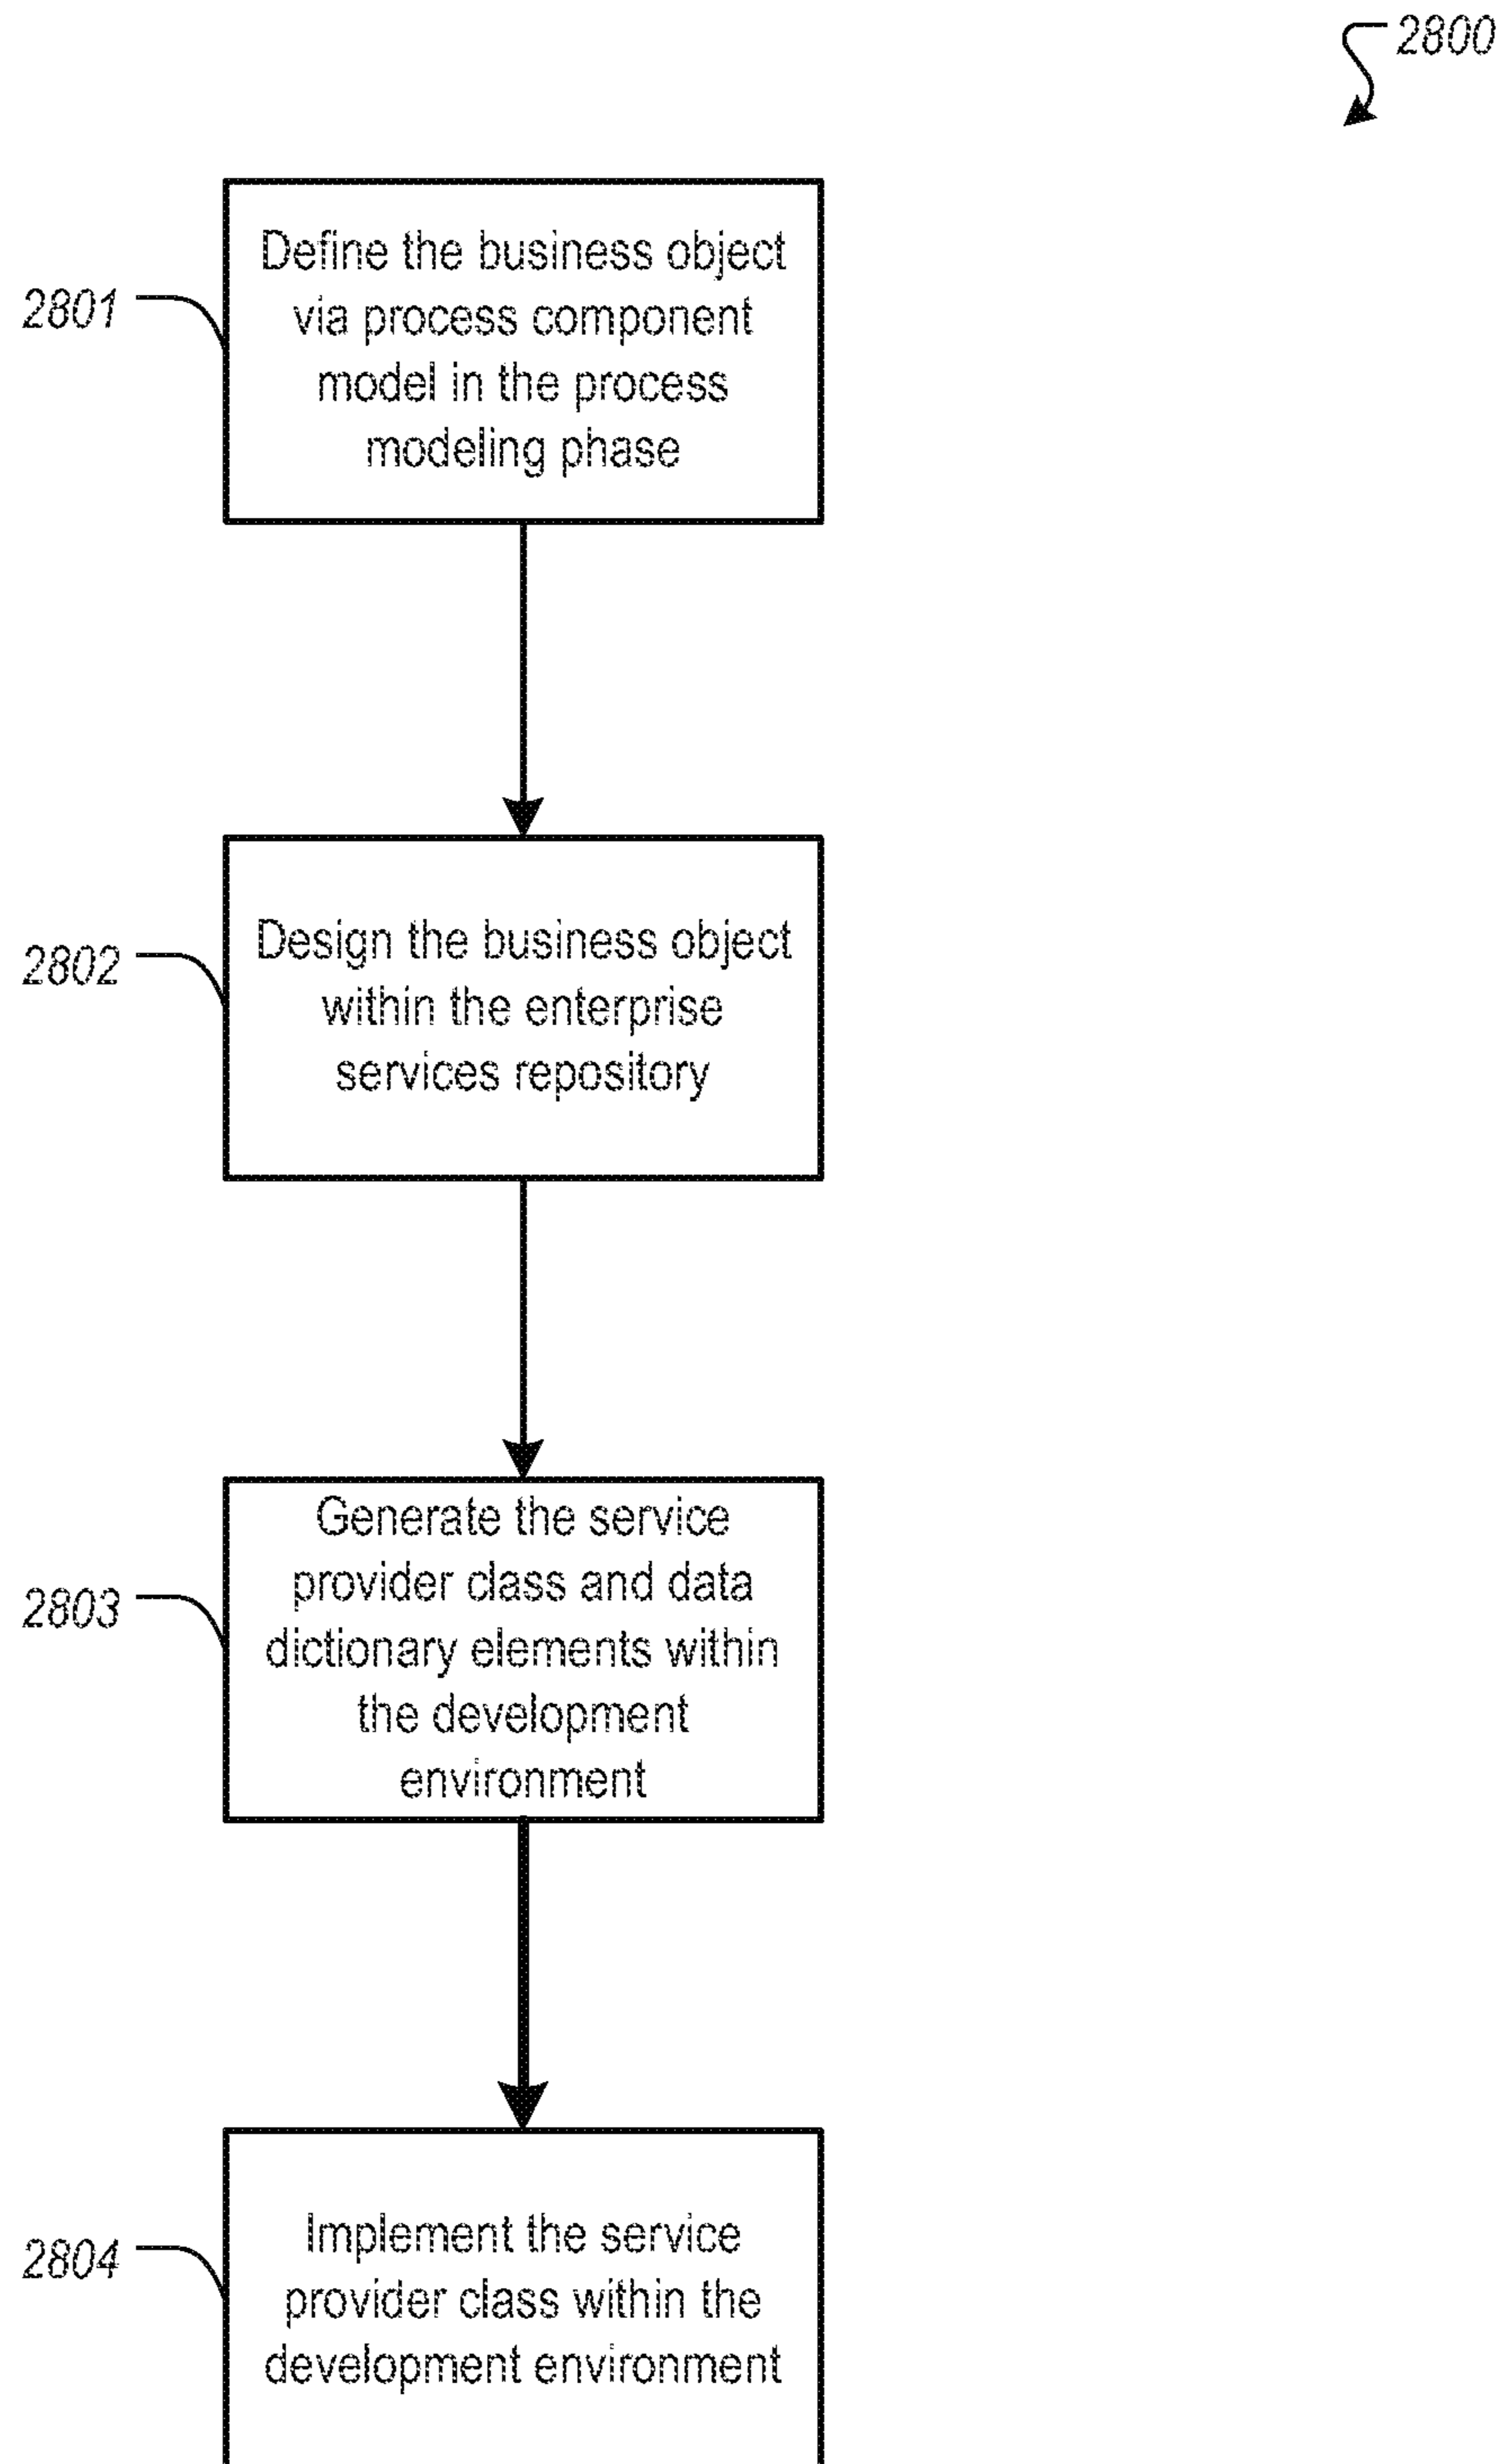 2800
2801
Define the business object
via process component
model in the process
modeling phase
2802
Design the business object
within the enterprise
services repository
2803
Generate the service
provider class and data
dictionary elements within
the development
environment
2804
Implement the service
provider class within the
development environment